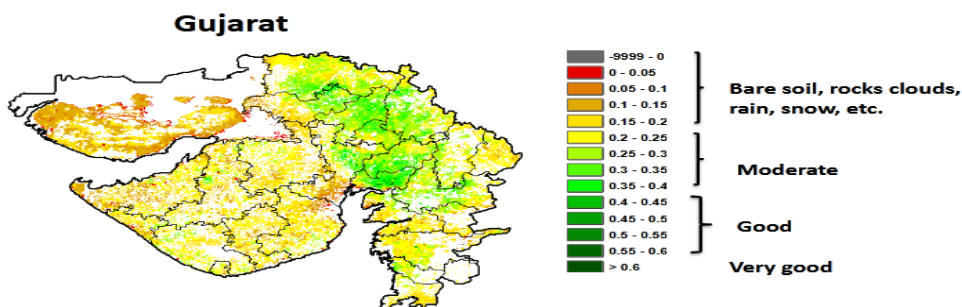 Gujarat
-9999 - 0
0 - 0.05
0.05 - 0.1
0.1 - 0.15
0.15 - 0.2
0.2 - 0.25
0.25 - 0.3
0.3 - 0.35
0.35 - 0.4
0.4 - 0.45
0.45 - 0.5
0.5 - 0.55
0.55 - 0.6
> 0.6
Bare soil, rocks clouds,
rain, snow, etc.
Moderate
Good
Very good